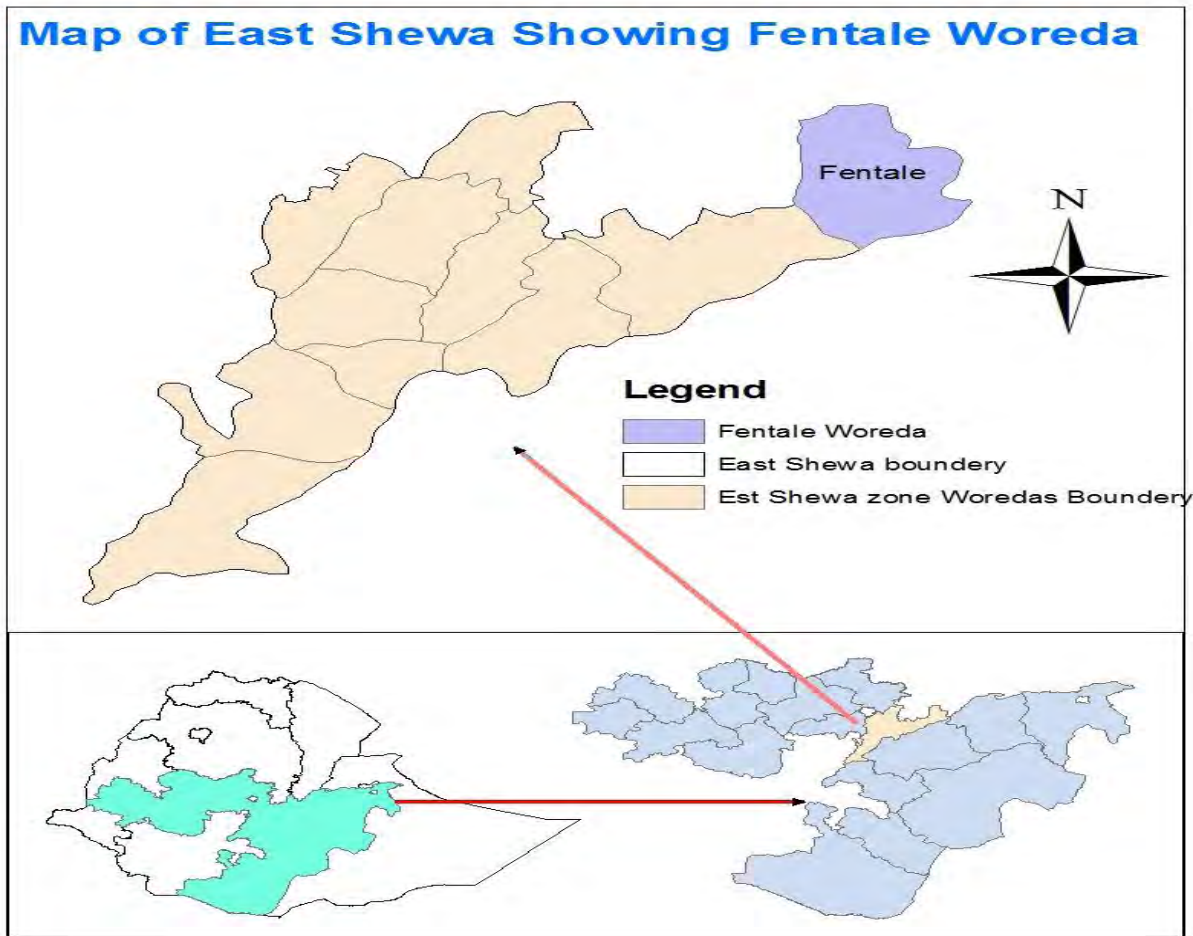 Map of East Shewa Showing Fentale Woreda
Fentale
N
Legend
Fentale Woreda
East Shewa boundery
Est Shewa zone Woredas Boundery